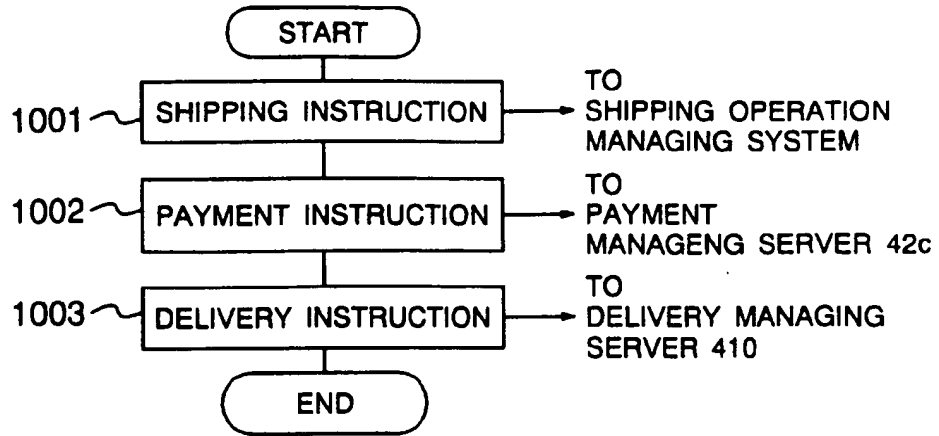 START
1001
SHIPPING INSTRUCTION
TO
SHIPPING OPERATION
MANAGING SYSTEM
1002
PAYMENT INSTRUCTION
TO
PAYMENT
MANAGENG SERVER 42c
1003
DELIVERY INSTRUCTION
TO
DELIVERY MANAGING
SERVER 410
END